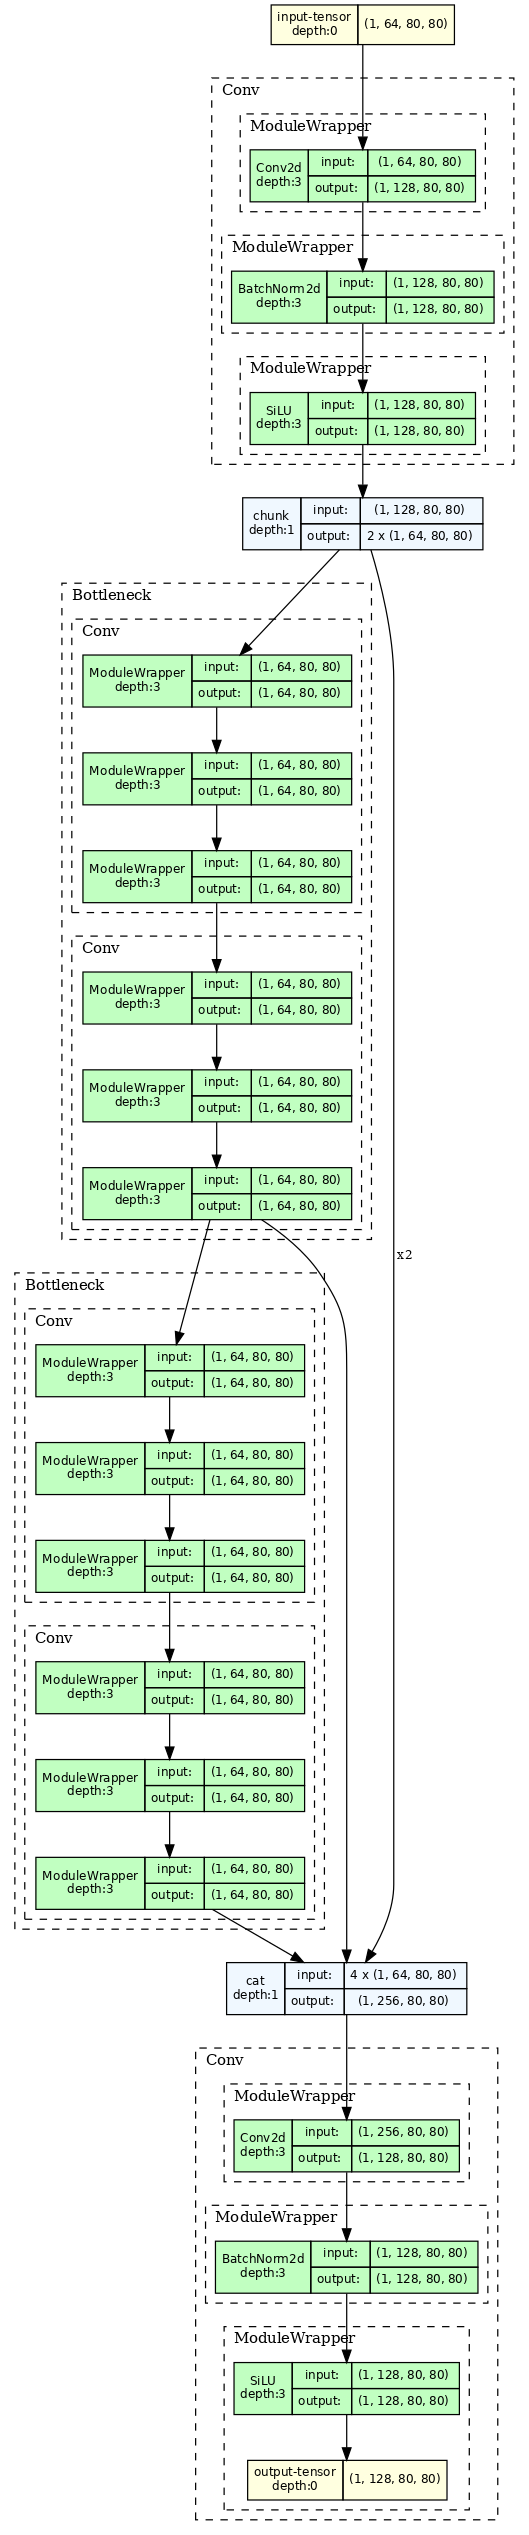 input-tensor
depth:0
(1, 64, 80, 80)
Conv
ModuleWrapper
Conv2d
depth:3
input:
(1, 64, 80, 80)
output:
(1, 128, 80, 80)
ModuleWrapper
BatchNorm2d
depth:3
input:
(1, 128, 80, 80)
output:
(1, 128, 80, 80)
ModuleWrapper
SiLU
depth:3
input:
(1, 128, 80, 80)
output:
(1, 128, 80, 80)
chunk
depth:1
input:
(1, 128, 80, 80)
output:
2 x (1, 64, 80, 80)
Bottleneck
Conv
ModuleWrapper
depth:3
input:
(1, 64, 80, 80)
output:
(1, 64, 80, 80)
ModuleWrapper
depth:3
input:
(1, 64, 80, 80)
output:
(1, 64, 80, 80)
ModuleWrapper
depth:3
input:
(1, 64, 80, 80)
output:
(1, 64, 80, 80)
Conv
ModuleWrapper
depth:3
input:
(1, 64, 80, 80)
output:
(1, 64, 80, 80)
ModuleWrapper
depth:3
input:
(1, 64, 80, 80)
output:
(1, 64, 80, 80)
ModuleWrapper
depth:3
input:
(1, 64, 80, 80)
output:
(1, 64, 80, 80)
x2
Bottleneck
Conv
ModuleWrapper
depth:3
input:
(1, 64, 80, 80)
output:
(1, 64, 80, 80)
ModuleWrapper
depth:3
input:
(1, 64, 80, 80)
output:
(1, 64, 80, 80)
ModuleWrapper
depth:3
input:
(1, 64, 80, 80)
output:
(1, 64, 80, 80)
Conv
ModuleWrapper
depth:3
input:
(1, 64, 80, 80)
output:
(1, 64, 80, 80)
ModuleWrapper
depth:3
input:
(1, 64, 80, 80)
output:
(1, 64, 80, 80)
ModuleWrapper
depth:3
input:
(1, 64, 80, 80)
output:
(1, 64, 80, 80)
cat
depth:1
input:
4 x (1, 64, 80, 80)
output:
(1, 256, 80, 80)
Conv
ModuleWrapper
Conv2d
depth:3
input:
(1, 256, 80, 80)
output:
(1, 128, 80, 80)
ModuleWrapper
BatchNorm2d
depth:3
input:
(1, 128, 80, 80)
output:
(1, 128, 80, 80)
ModuleWrapper
SiLU
depth:3
input:
(1, 128, 80, 80)
output:
(1, 128, 80, 80)
output-tensor
depth:0
(1, 128, 80, 80)